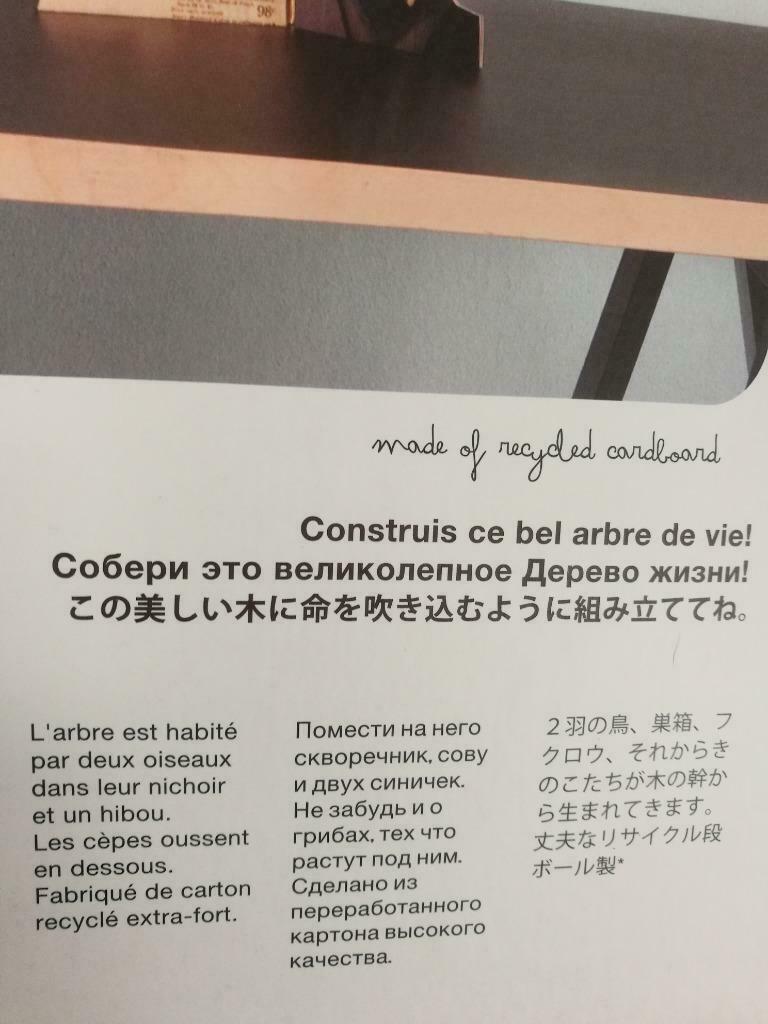 98¢
made of recycled cardboard
Construis ce bel arbre de vie!
Собери это великолепное Дерево жизни!
この美しい木に命を吹き込むように組み立ててね。
L'arbre est habité
par deux oiseaux
dans leur nichoir
et un hibou.
Les cèpes oussent
en dessous.
Fabriqué de carton
recyclé extra-fort.
Помести на него
скворечник, сову
и двух синичек.
Не забудь и о
грибах, тех что
растут под ним.
Сделано из
переработанного
картона высокого
качества.
２羽の鳥、巣箱、フ
クロウ、それからき
のこたちが木の幹か
ら生まれてきます。
丈夫なリサイクル段
ボール製*